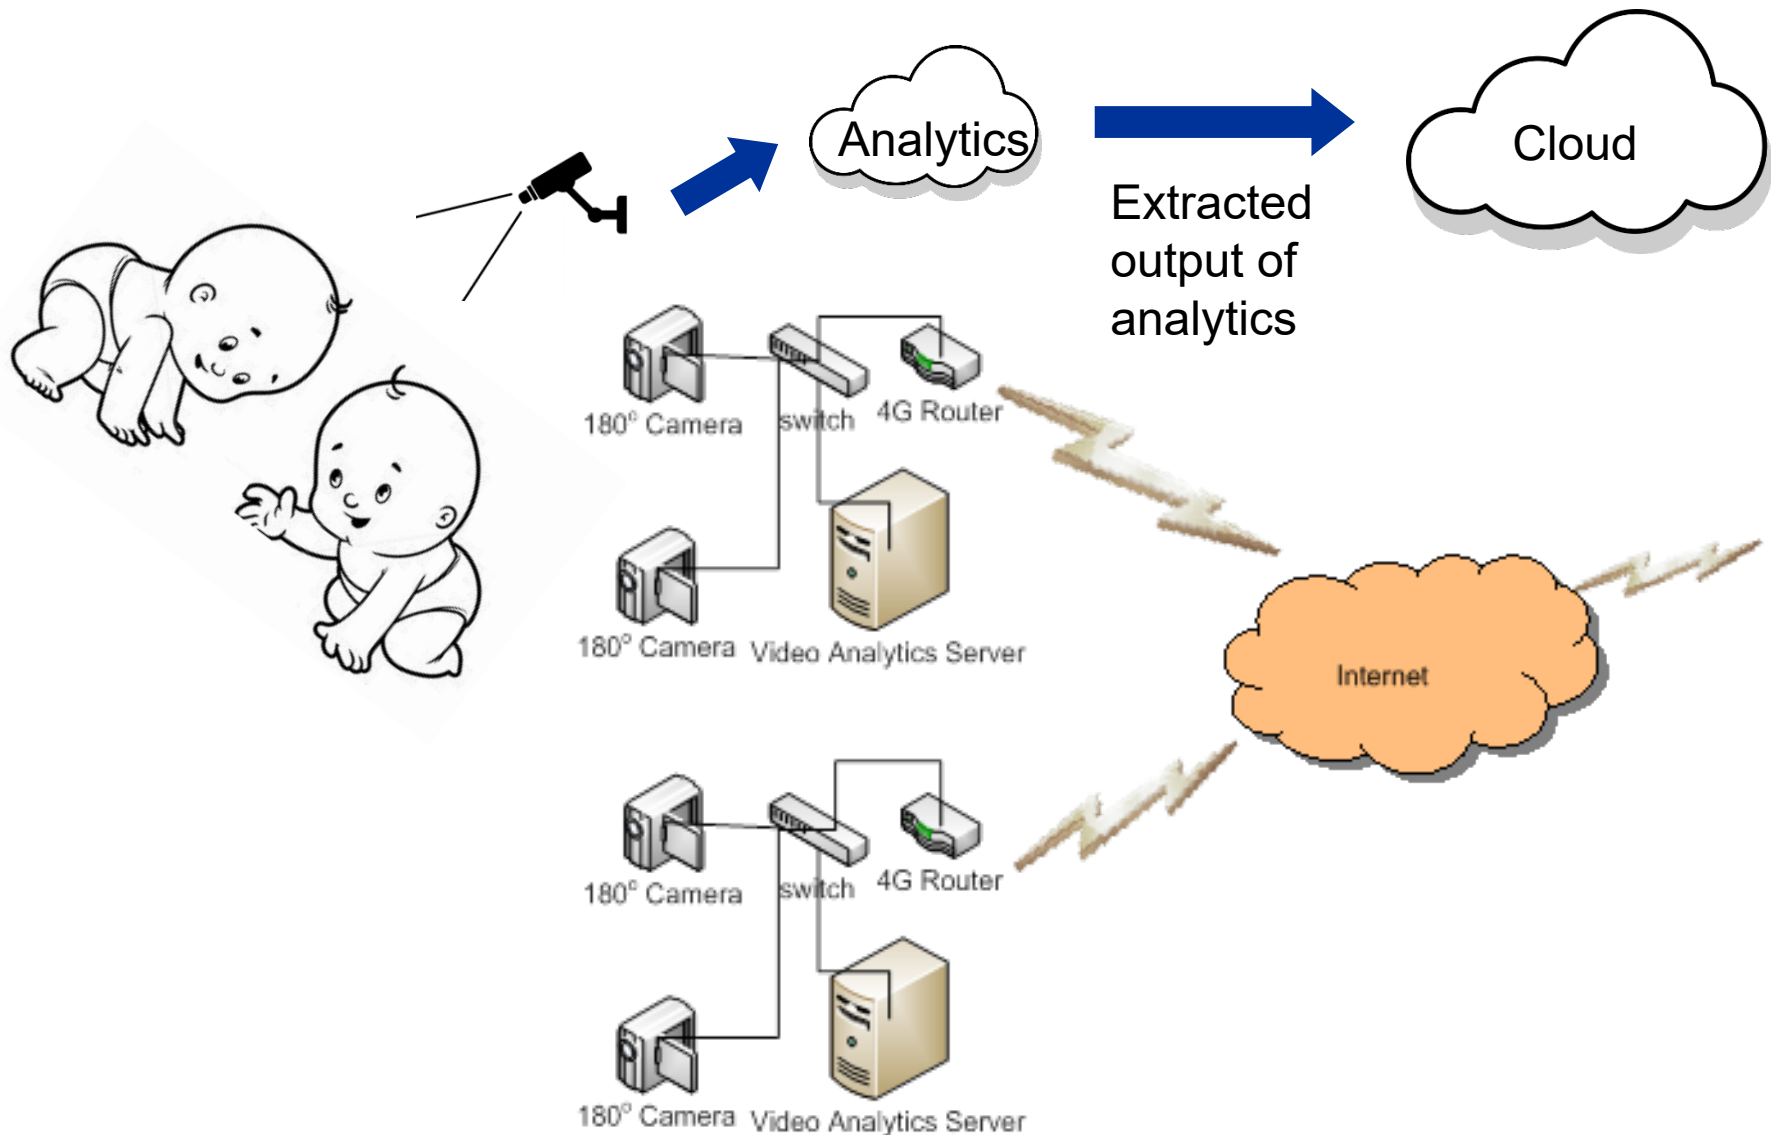 Analytics
Cloud
Extracted
output of
analytics
180° Camera
switch
4G Router
180° Camera
Video Analytics Server
Internet
180° Camera
switch
4G Router
180° Camera
Video Analytics Server